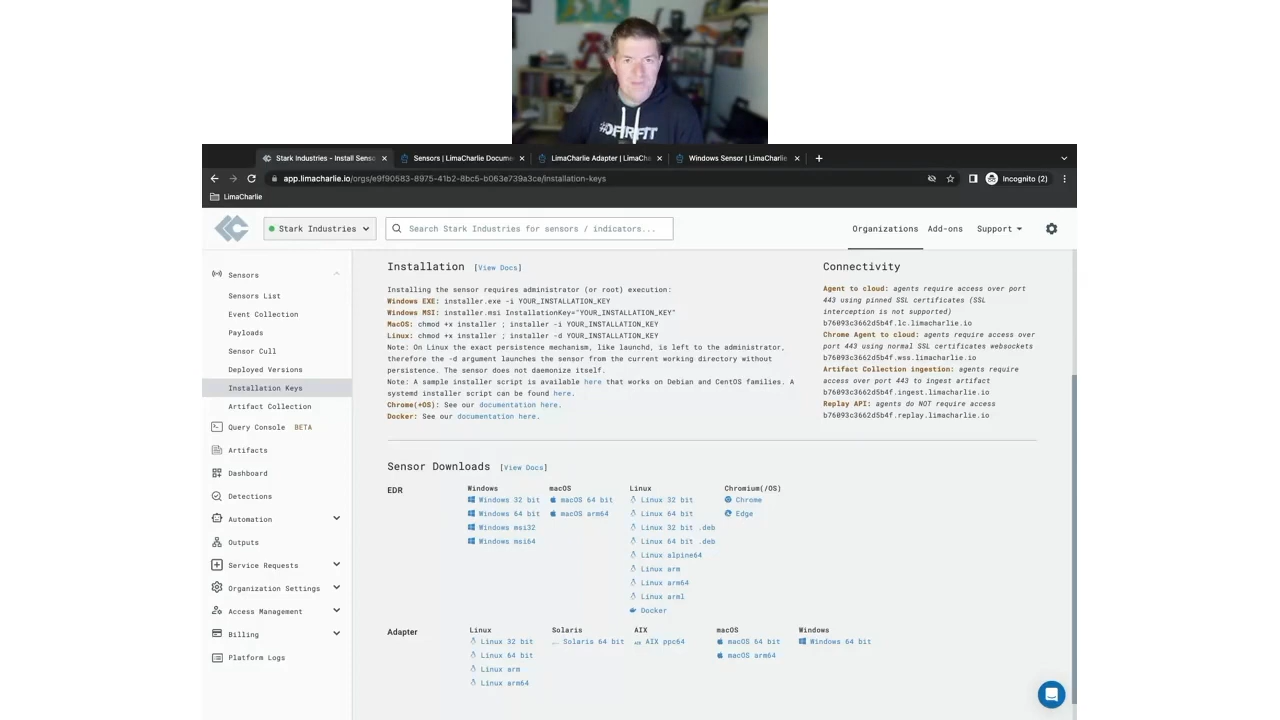 #DFIRFIT
Stark Industries - Install Senso
Sensors | LimaCharlie Docume
LimaCharlie Adapter | LimaCha
Windows Sensor | LimaCharlie
app.limacharlie.io/orgs/e9f90583-8975-41b2-8bc5-b063e739a3ce/installation-keys
Incognito (2)
LimaCharlie
Stark Industries
Search Stark Industries for sensors / indicators...
Organizations
Add-ons
Support
Sensors
Sensors List
Event Collection
Payloads
Sensor Cull
Deployed Versions
Installation Keys
Artifact Collection
Query Console BETA
Artifacts
Dashboard
Detections
Automation
Outputs
Service Requests
Organization Settings
Access Management
Billing
Platform Logs
Installation [View Docs]
Installing the sensor requires administrator (or root) execution:
Windows EXE: installer.exe -i YOUR_INSTALLATION_KEY
Windows MSI: installer.msi InstallationKey="YOUR_INSTALLATION_KEY"
MacOS: chmod +x installer ; installer -i YOUR_INSTALLATION_KEY
Linux: chmod +x installer ; installer -d YOUR_INSTALLATION_KEY
Note: On Linux the exact persistence mechanism, like launchd, is left to the administrator,
therefore the -d argument launches the sensor from the current working directory without
persistence. The sensor does not daemonize itself.
Note: A sample installer script is available here that works on Debian and CentOS families. A
systemd installer script can be found here.
Chrome(+OS): See our documentation here.
Docker: See our documentation here.
Connectivity
Agent to cloud: agents require access over port
443 using pinned SSL certificates (SSL
interception is not supported)
b76093c3662d5b4f.lc.limacharlie.io
Chrome Agent to cloud: agents require access over
port 443 using normal SSL certificates websockets
b76093c3662d5b4f.wss.limacharlie.io
Artifact Collection ingestion: agents require
access over port 443 to ingest artifact
b76093c3662d5b4f.ingest.limacharlie.io
Replay API: agents do NOT require access
b76093c3662d5b4f.replay.limacharlie.io
Sensor Downloads [View Docs]
EDR
Windows
Windows 32 bit
Windows 64 bit
Windows msi32
Windows msi64
macOS
macOS 64 bit
macOS arm64
Linux
Linux 32 bit
Linux 64 bit
Linux 32 bit .deb
Linux 64 bit .deb
Linux alpine64
Linux arm
Linux arm64
Linux arml
Docker
Chromium(/OS)
Chrome
Edge
Adapter
Linux
Linux 32 bit
Linux 64 bit
Linux arm
Linux arm64
Solaris
Solaris 64 bit
AIX
AIX ppc64
macOS
macOS 64 bit
macOS arm64
Windows
Windows 64 bit